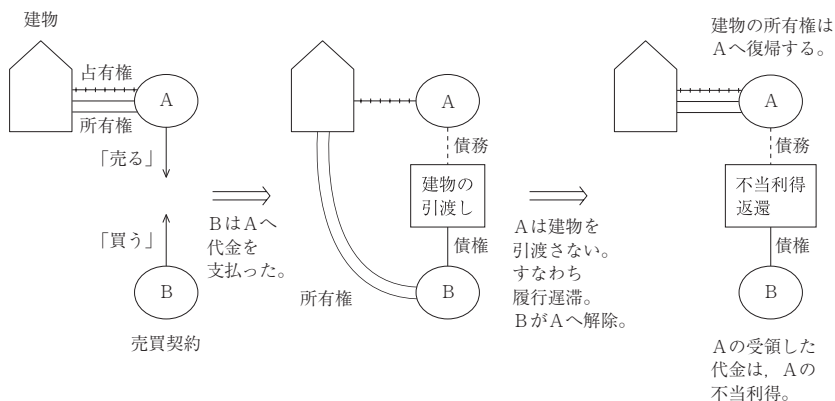 建物
占有権
A
所有権
「売る」
「買う」
B
売買契約
BはAへ
代金を
支払った。
A
債務
建物の
引渡し
債権
所有権
B
Aは建物を
引渡さない。
すなわち
履行遅滞。
BがAへ解除。
建物の所有権は
Aへ復帰する。
A
債務
不当利得
返還
債権
B
Aの受領した
代金は，Aの
不当利得。